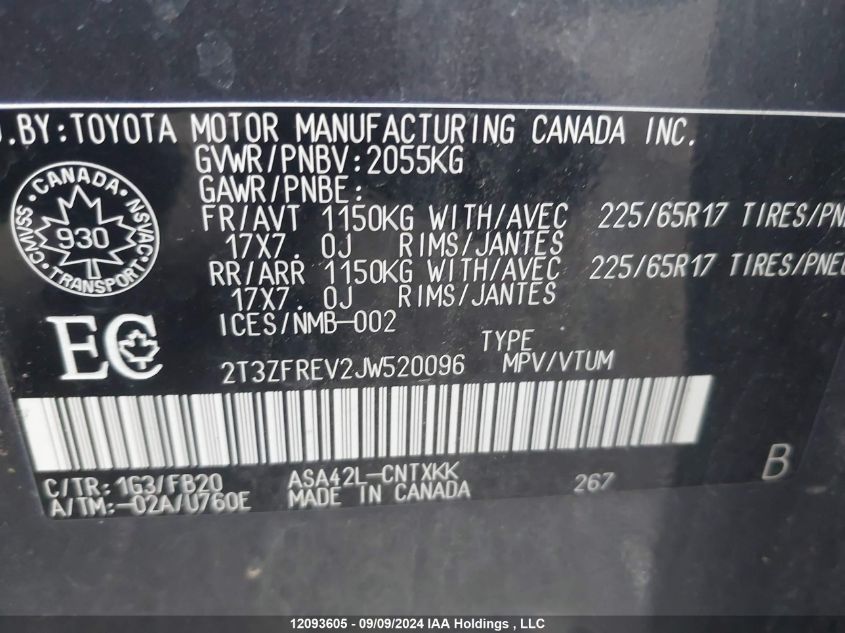 .BY:TOYOTA MOTOR MANUFACTURING CANADA INC.
GVWR/PNBV:2055KG
GAWR/PNBE:
FR/AVT 1150KG WITH/AVEC 225/65R17 TIRES/PN
17X7.0J RIMS/JANTES
RR/ARR 1150KG WITH/AVEC 225/65R17 TIRES/PNEU
17X7.0J RIMS/JANTES
ICES/NMB-002
CANADA
CMVSS NSVAC
930
TRANSPORT
EC
TYPE
2T3ZFREV2JW520096 MPV/VTUM
C/TR:1G3/FB20 ASA42L-CNTXKK B
A/TM:-02A/U760E MADE IN CANADA 267
12093605 - 09/09/2024 IAA Holdings , LLC